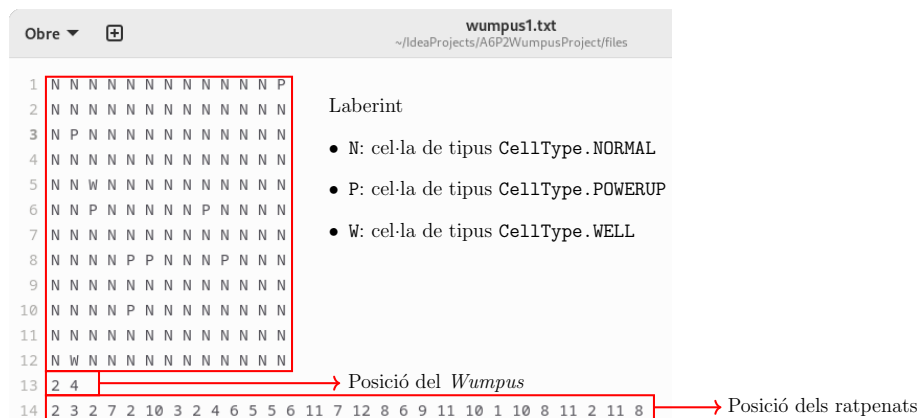 Obre
wumpus1.txt
~/IdeaProjects/A6P2WumpusProject/files
1 N N N N N N N N N N N N P
2 N N N N N N N N N N N N N
3 N P N N N N N N N N N N N
4 N N N N N N N N N N N N N
5 N N W N N N N N N N N N N
6 N N P N N N N N P N N N N
7 N N N N N N N N N N N N N
8 N N N N P P N N N P N N N
9 N N N N N N N N N N N N N
10 N N N N P N N N N N N N N
11 N N N N N N N N N N N N N
12 N W N N N N N N N N N N N
13 2 4
14 2 3 2 7 2 10 3 2 4 6 5 5 6 11 7 12 8 6 9 11 10 1 10 8 11 2 11 8
Laberint
• N: cel·la de tipus CellType.NORMAL
• P: cel·la de tipus CellType.POWERUP
• W: cel·la de tipus CellType.WELL
Posició del Wumpus
Posició dels ratpenats